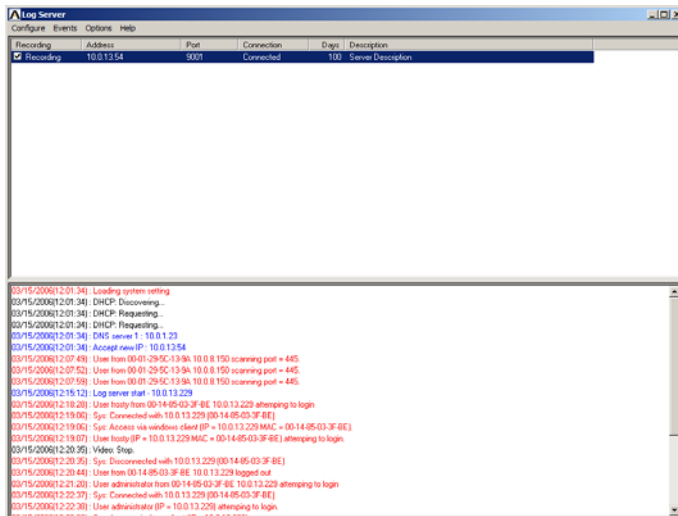 Log Server
Configure Events Options Help
Recording Address Port Connection Days Description
Recording 10.0.13.54 9001 Connected 100 Server Description
03/15/2006(12:01:34) : Loading system setting.
03/15/2006(12:01:34) : DHCP: Discovering...
03/15/2006(12:01:34) : DHCP: Requesting...
03/15/2006(12:01:34) : DHCP: Requesting...
03/15/2006(12:01:34) : DNS server 1 : 10.0.1.23
03/15/2006(12:01:34) : Accept new IP : 10.0.13.54
03/15/2006(12:07:49) : User from 00-01-29-5C-13-9A 10.0.8.150 scanning port = 445.
03/15/2006(12:07:52) : User from 00-01-29-5C-13-9A 10.0.8.150 scanning port = 445.
03/15/2006(12:07:59) : User from 00-01-29-5C-13-9A 10.0.8.150 scanning port = 445.
03/15/2006(12:15:12) : Log server start - 10.0.13.229
03/15/2006(12:18:28) : User frosty from 00-14-85-03-3F-BE 10.0.13.229 attemping to login
03/15/2006(12:19:06) : Sys: Connected with 10.0.13.229 (00-14-85-03-3F-BE)
03/15/2006(12:19:06) : Sys: Access via windows client (IP = 10.0.13.229 MAC = 00-14-85-03-3F-BE).
03/15/2006(12:19:07) : User frosty (IP = 10.0.13.229 MAC = 00-14-85-03-3F-BE) attemping to login.
03/15/2006(12:20:35) : Video: Stop.
03/15/2006(12:20:35) : Sys: Disconnected with 10.0.13.229 (00-14-85-03-3F-BE)
03/15/2006(12:20:44) : User from 00-14-85-03-3F-BE 10.0.13.229 logged out
03/15/2006(12:21:20) : User administrator from 00-14-85-03-3F-BE 10.0.13.229 attemping to login
03/15/2006(12:22:37) : Sys: Connected with 10.0.13.229 (00-14-85-03-3F-BE)
03/15/2006(12:22:38) : User administrator (IP = 10.0.13.229) attemping to login.